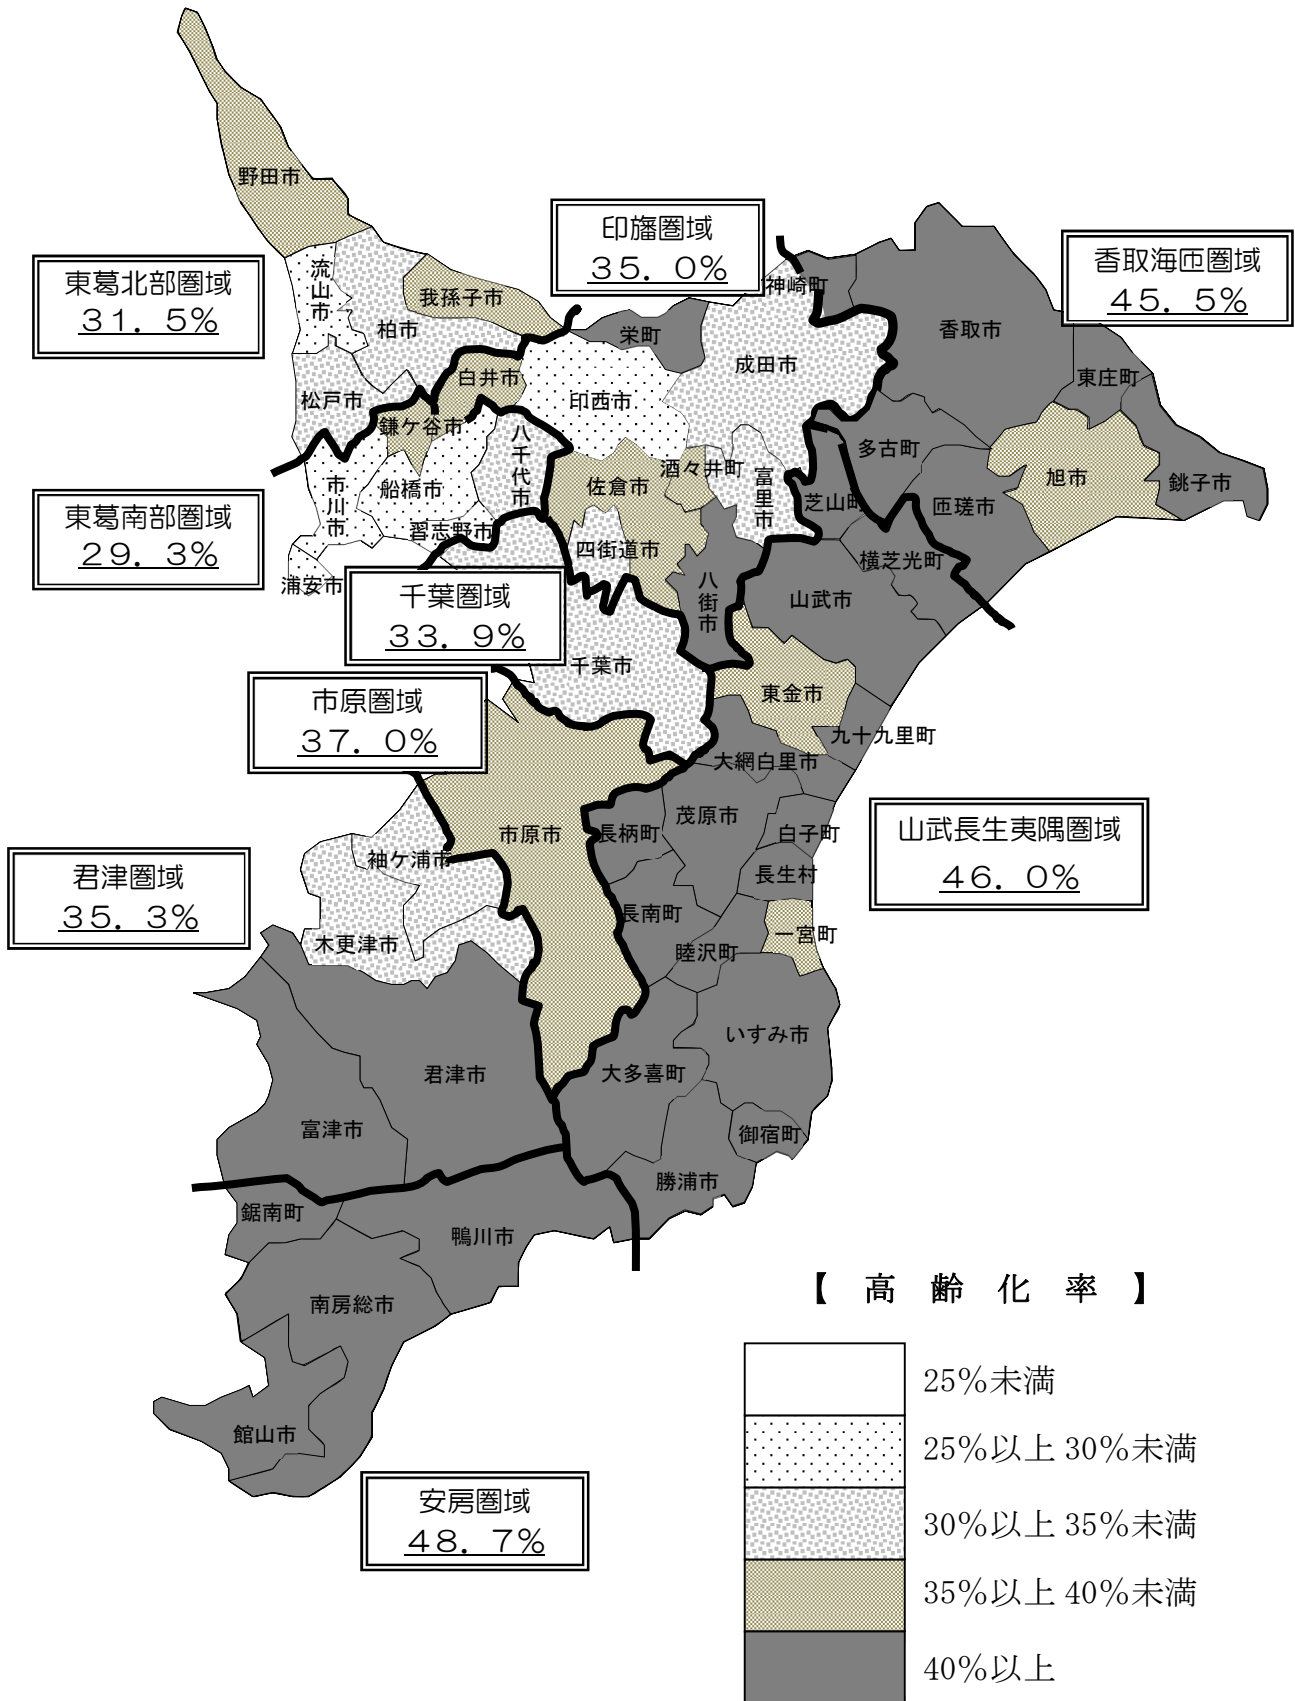 野田市
印旛圏域
35.0%
東葛北部圏域
31.5%
香取海匝圏域
45.5%
流山市
我孫子市
柏市
神崎町
栄町
香取市
成田市
東庄町
白井市
松戸市
印西市
鎌ケ谷市
八千代市
多古町
酒々井町
旭市
銚子市
佐倉市
船橋市
市川市
富里市
芝山町
匝瑳市
東葛南部圏域
29.3%
習志野市
四街道市
横芝光町
浦安市
八街市
山武市
千葉圏域
33.9%
千葉市
東金市
市原圏域
37.0%
九十九里町
大網白里市
茂原市
白子町
市原市
長柄町
山武長生夷隅圏域
46.0%
袖ケ浦市
長生村
君津圏域
35.3%
長南町
木更津市
一宮町
睦沢町
いすみ市
君津市
大多喜町
富津市
御宿町
勝浦市
鋸南町
鴨川市
南房総市
館山市
安房圏域
48.7%
【高齢化率】
25%未満
25%以上30%未満
30%以上35%未満
35%以上40%未満
40%以上